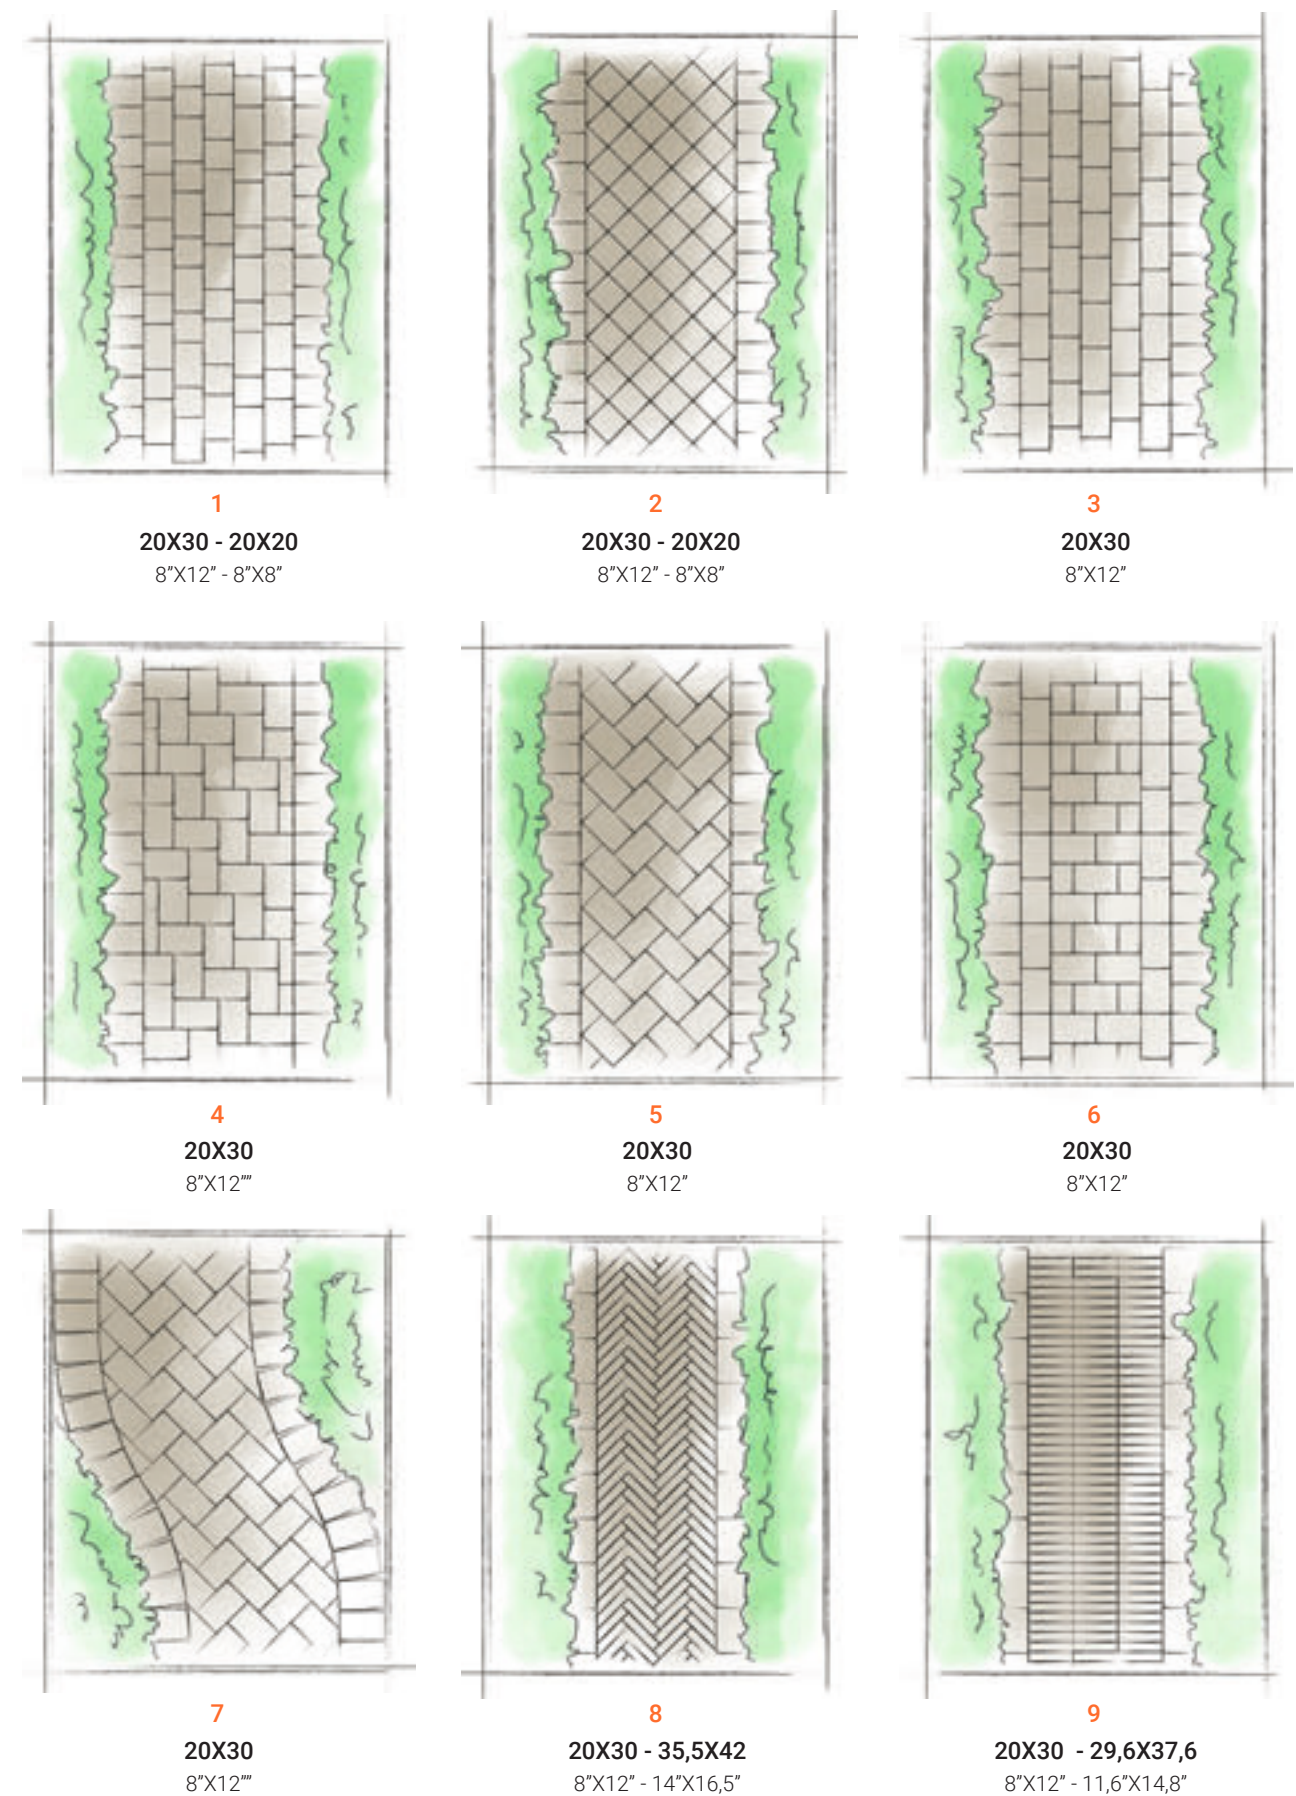 1
20X30 - 20X20
8”X12” - 8”X8”
2
20X30 - 20X20
8”X12” - 8”X8”
3
20X30
8”X12”
4
20X30
8”X12””
5
20X30
8”X12”
6
20X30
8”X12”
7
20X30
8”X12””
8
20X30 - 35,5X42
8”X12” - 14”X16,5”
9
20X30  - 29,6X37,6
8”X12” - 11,6”X14,8”